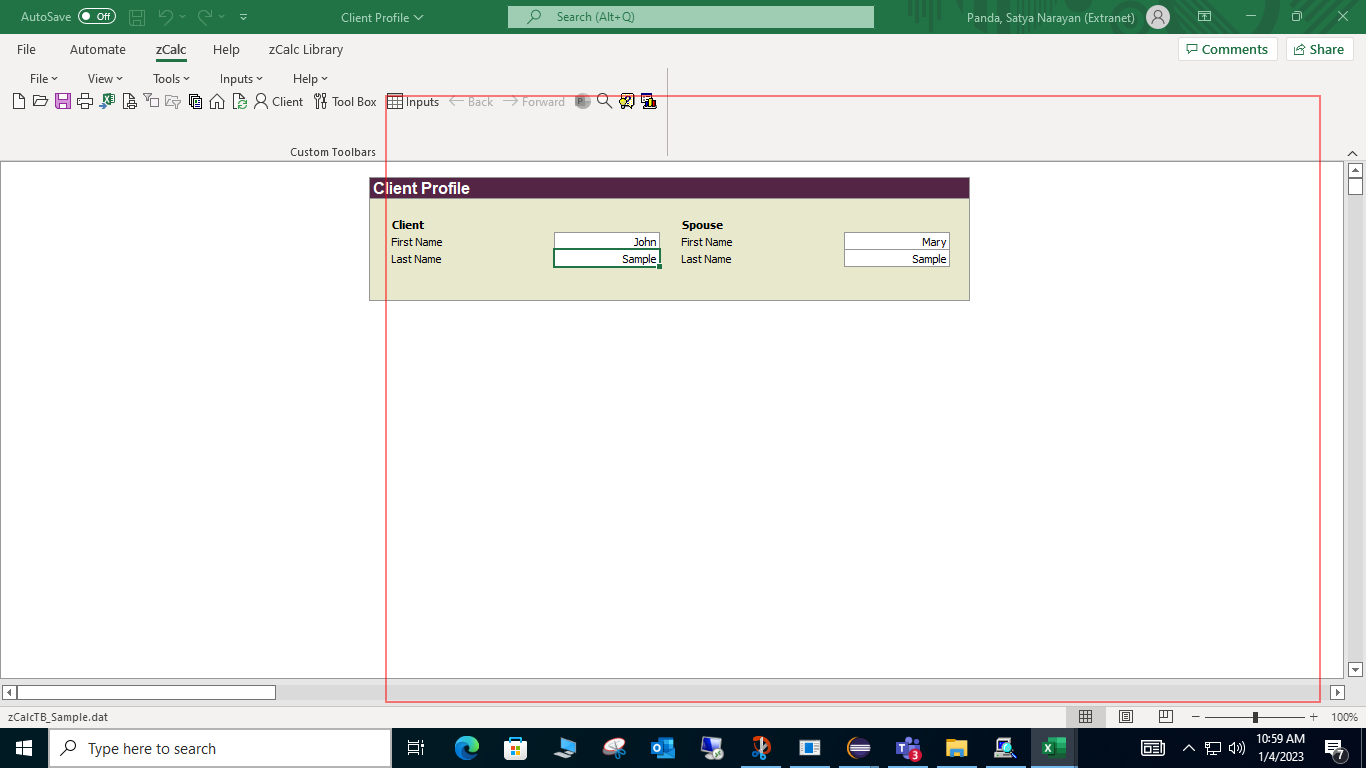 AutoSave Off Client Profile Search (Alt+Q) Panda, Satya Narayan (Extranet)
File Automate zCalc Help zCalc Library Comments Share
File View Tools Inputs Help
Client Tool Box Inputs Back Forward
Custom Toolbars
Client Profile
Client Spouse
First Name John First Name Mary
Last Name Sample Last Name Sample
zCalcTB_Sample.dat 100%
Type here to search 3 10:59 AM 7
1/4/2023